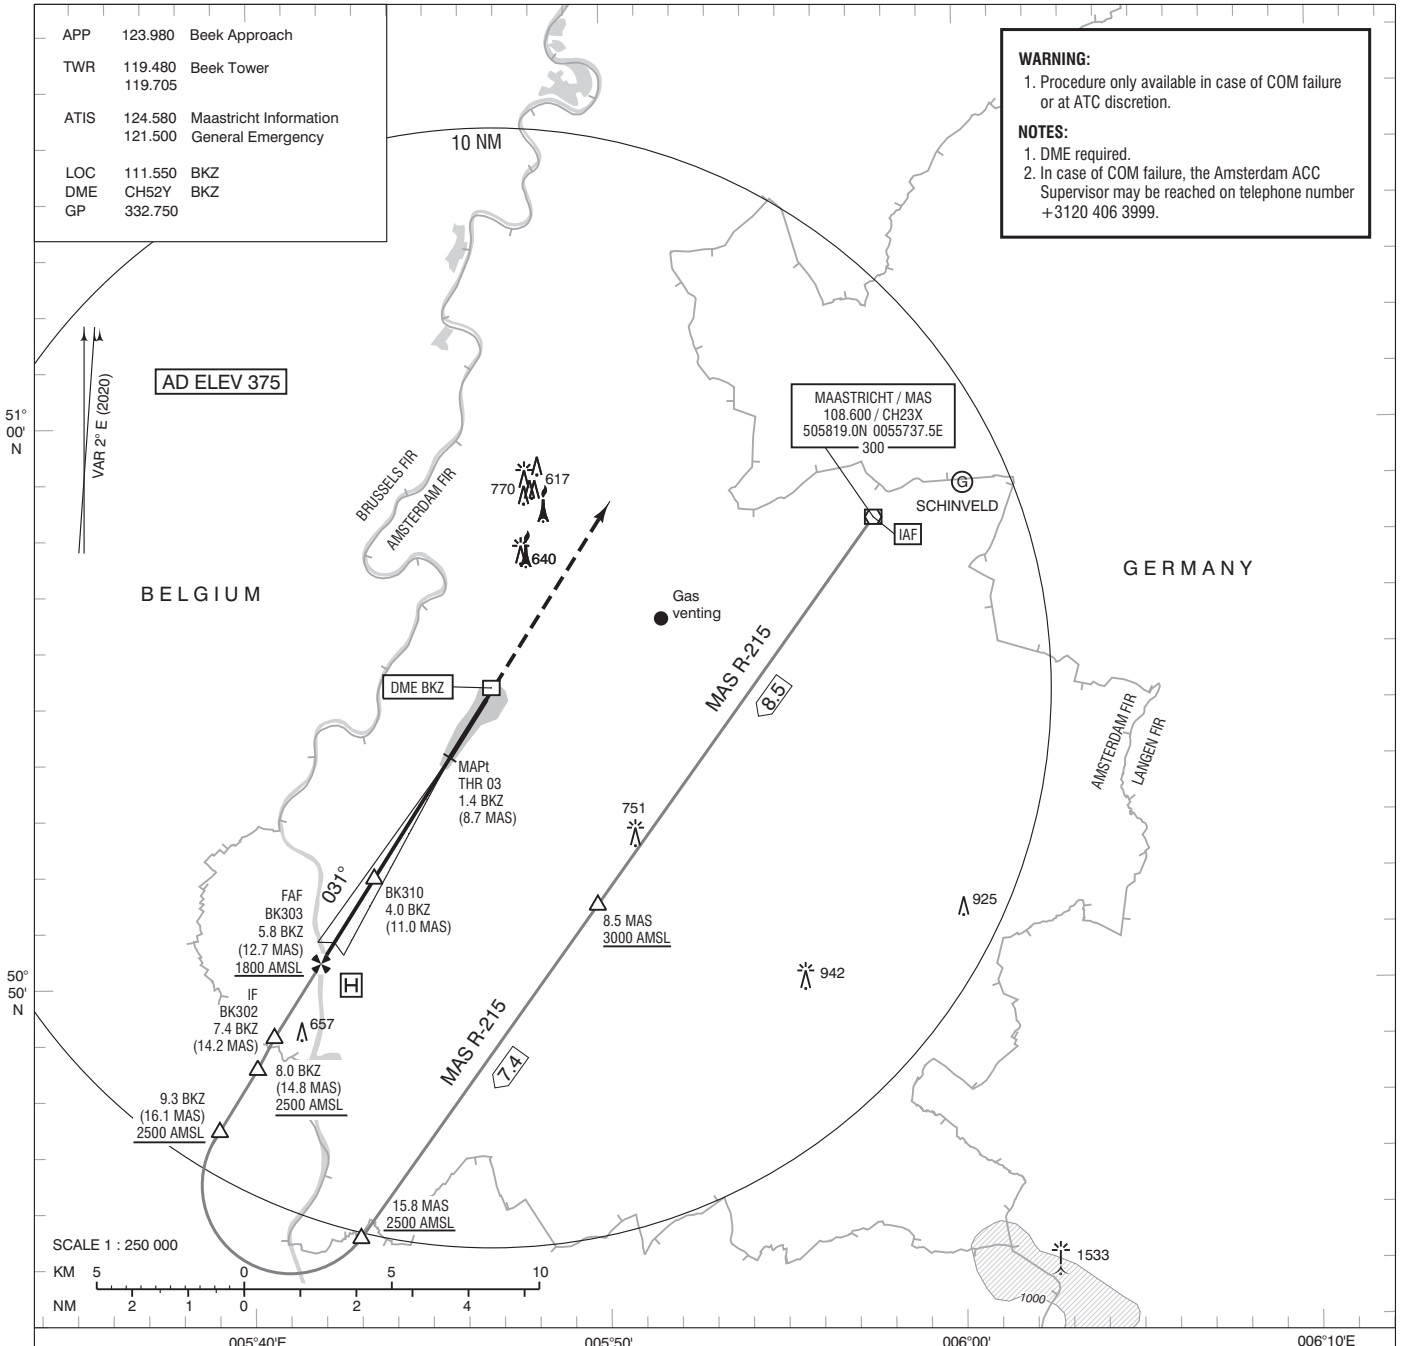 APP 123.980 Beek Approach
TWR 119.480 Beek Tower
119.705
ATIS 124.580 Maastricht Information
121.500 General Emergency
LOC 111.550 BKZ
DME CH52Y BKZ
GP 332.750
WARNING:
1. Procedure only available in case of COM failure
or at ATC discretion.
NOTES:
1. DME required.
2. In case of COM failure, the Amsterdam ACC
Supervisor may be reached on telephone number
+3120 406 3999.
10 NM
AD ELEV 375
VAR 2° E (2020)
51°
00'
N
MAASTRICHT / MAS
108.600 / CH23X
505819.0N 0055737.5E
300
BRUSSELS FIR
AMSTERDAM FIR
770
617
640
G
SCHINVELD
IAF
BELGIUM
GERMANY
Gas
venting
MAS R-215
8.5
DME BKZ
AMSTERDAM FIR
LANGEN FIR
MAPt
THR 03
1.4 BKZ
(8.7 MAS)
751
031°
BK310
4.0 BKZ
(11.0 MAS)
FAF
BK303
5.8 BKZ
(12.7 MAS)
1800 AMSL
8.5 MAS
3000 AMSL
925
942
50°
50'
N
H
IF
BK302
7.4 BKZ
(14.2 MAS)
657
MAS R-215
7.4
8.0 BKZ
(14.8 MAS)
2500 AMSL
9.3 BKZ
(16.1 MAS)
2500 AMSL
15.8 MAS
2500 AMSL
1533
1000
SCALE 1 : 250 000
KM 5 0 5 10
NM 2 1 0 2 4
005°40'E 005°50' 006°00' 006°10'E